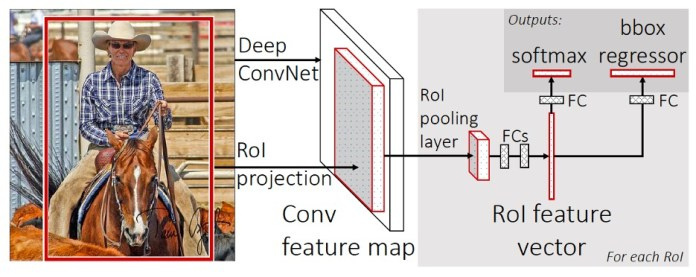 Outputs:
bbox
softmax regressor
Deep
ConvNet
FC
FC
RoI
pooling
layer
FCs
RoI
projection
Conv
feature map
RoI feature
vector
For each RoI